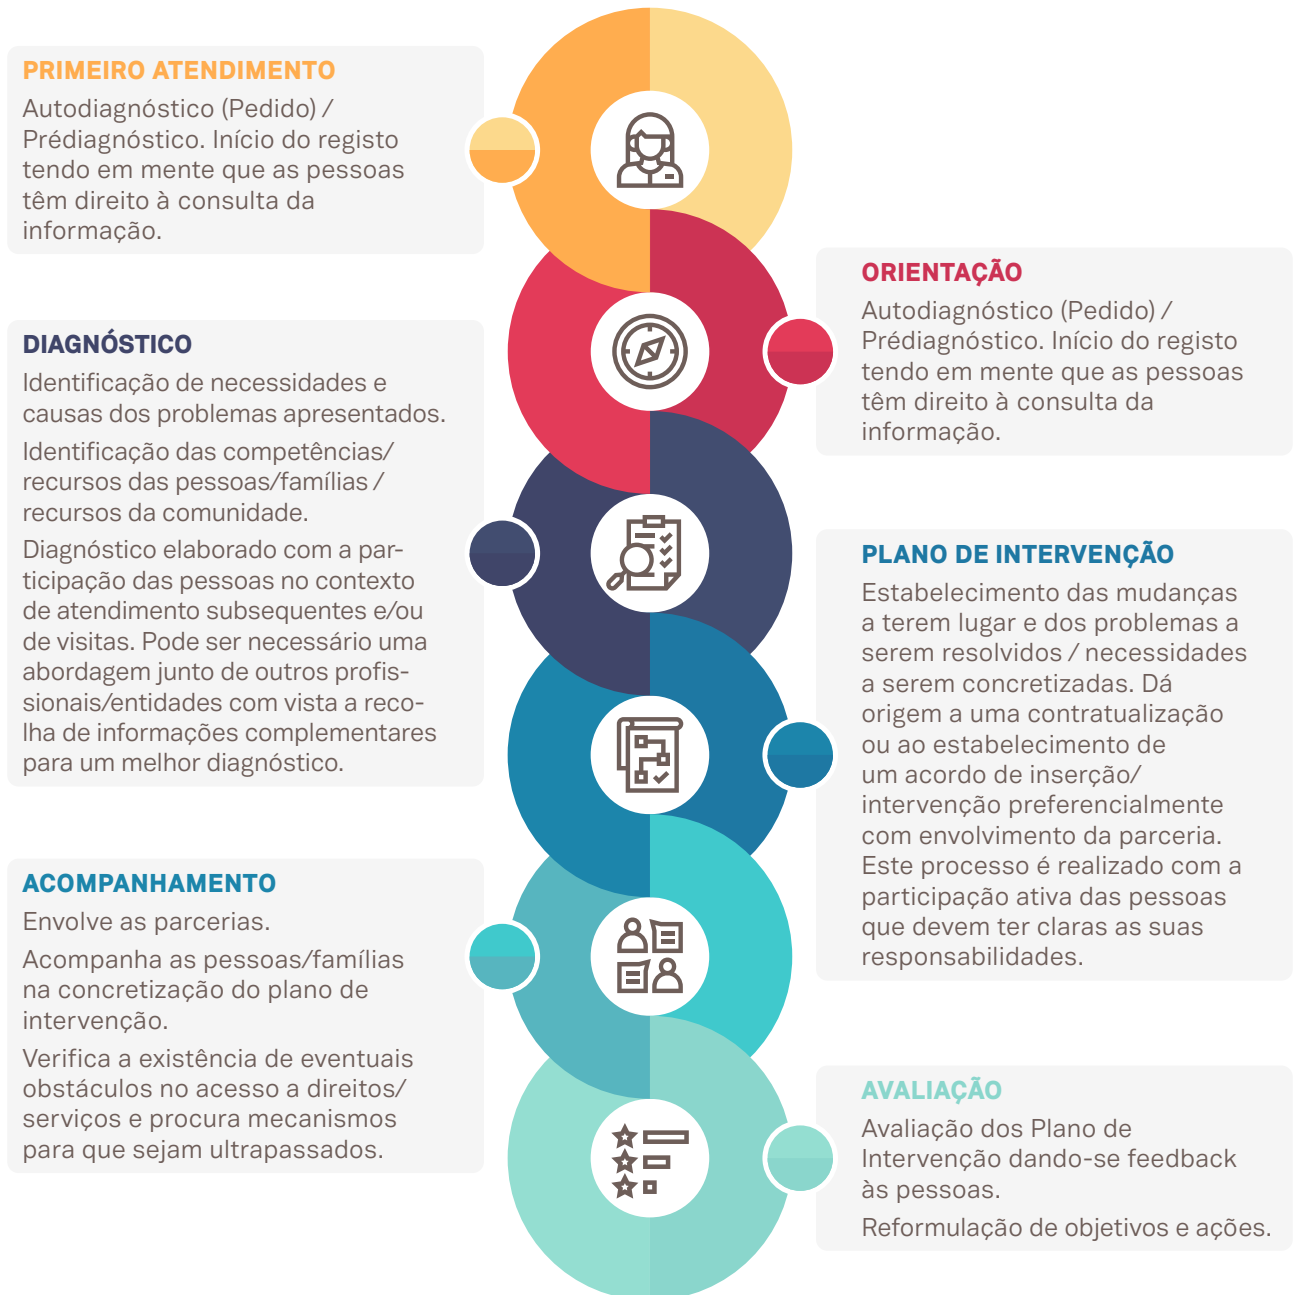 PRIMEIRO ATENDIMENTO
Autodiagnóstico (Pedido) /
Prédiagnóstico. Início do registo
tendo em mente que as pessoas
têm direito à consulta da
informação.
ORIENTAÇÃO
Autodiagnóstico (Pedido) /
Prédiagnóstico. Início do registo
tendo em mente que as pessoas
têm direito à consulta da
informação.
DIAGNÓSTICO
Identificação de necessidades e
causas dos problemas apresentados.
Identificação das competências/
recursos das pessoas/famílias /
recursos da comunidade.
Diagnóstico elaborado com a par-
ticipação das pessoas no contexto
de atendimento subsequentes e/ou
de visitas. Pode ser necessário uma
abordagem junto de outros profis-
sionais/entidades com vista a reco-
lha de informações complementares
para um melhor diagnóstico.
PLANO DE INTERVENÇÃO
Estabelecimento das mudanças
a terem lugar e dos problemas a
serem resolvidos / necessidades
a serem concretizadas. Dá
origem a uma contratualização
ou ao estabelecimento de
um acordo de inserção/
intervenção preferencialmente
com envolvimento da parceria.
Este processo é realizado com a
participação ativa das pessoas
que devem ter claras as suas
responsabilidades.
ACOMPANHAMENTO
Envolve as parcerias.
Acompanha as pessoas/famílias
na concretização do plano de
intervenção.
Verifica a existência de eventuais
obstáculos no acesso a direitos/
serviços e procura mecanismos
para que sejam ultrapassados.
AVALIAÇÃO
Avaliação dos Plano de
Intervenção dando-se feedback
às pessoas.
Reformulação de objetivos e ações.